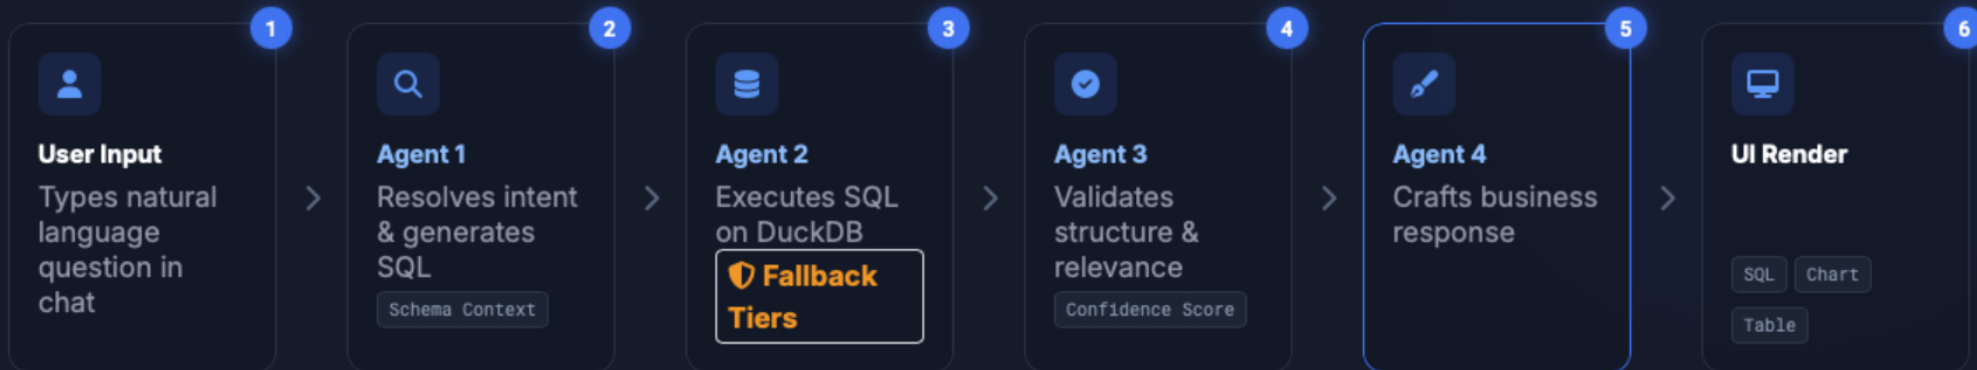 1
User Input
Types natural
language
question in
chat
2
Agent 1
Resolves intent
& generates
SQL
Schema Context
3
Agent 2
Executes SQL
on DuckDB
Fallback
Tiers
4
Agent 3
Validates
structure &
relevance
Confidence Score
5
Agent 4
Crafts business
response
6
UI Render
SQL Chart
Table